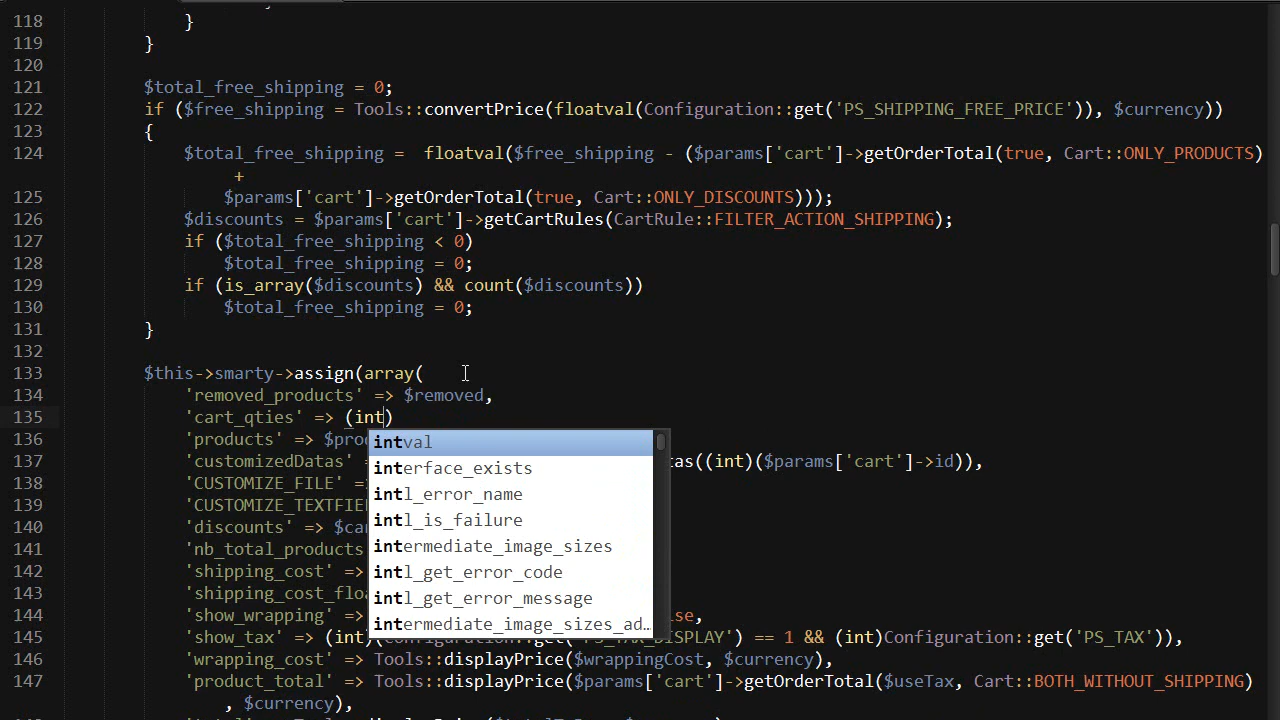 118 }
119 }
120
121 $total_free_shipping = 0;
122 if ($free_shipping = Tools::convertPrice(floatval(Configuration::get('PS_SHIPPING_FREE_PRICE')), $currency))
123 {
124 $total_free_shipping =  floatval($free_shipping - ($params['cart']->getOrderTotal(true, Cart::ONLY_PRODUCTS)
+
125 $params['cart']->getOrderTotal(true, Cart::ONLY_DISCOUNTS)));
126 $discounts = $params['cart']->getCartRules(CartRule::FILTER_ACTION_SHIPPING);
127 if ($total_free_shipping < 0)
128 $total_free_shipping = 0;
129 if (is_array($discounts) && count($discounts))
130 $total_free_shipping = 0;
131 }
132
133 $this->smarty->assign(array(
134 'removed_products' => $removed,
135 'cart_qties' => (int)
136 'products' => $pro
137 'customizedDatas' tas((int)($params['cart']->id)),
138 'CUSTOMIZE_FILE' =
139 'CUSTOMIZE_TEXTFIE
140 'discounts' => $ca
141 'nb_total_products
142 'shipping_cost' =>
143 'shipping_cost_flo
144 'show_wrapping' => lse,
145 'show_tax' => (int)(Configuration::get('PS_TAX_DISPLAY') == 1 && (int)Configuration::get('PS_TAX')),
146 'wrapping_cost' => Tools::displayPrice($wrappingCost, $currency),
147 'product_total' => Tools::displayPrice($params['cart']->getOrderTotal($useTax, Cart::BOTH_WITHOUT_SHIPPING)
, $currency),
intval
interface_exists
intl_error_name
intl_is_failure
intermediate_image_sizes
intl_get_error_code
intl_get_error_message
intermediate_image_sizes_ad…